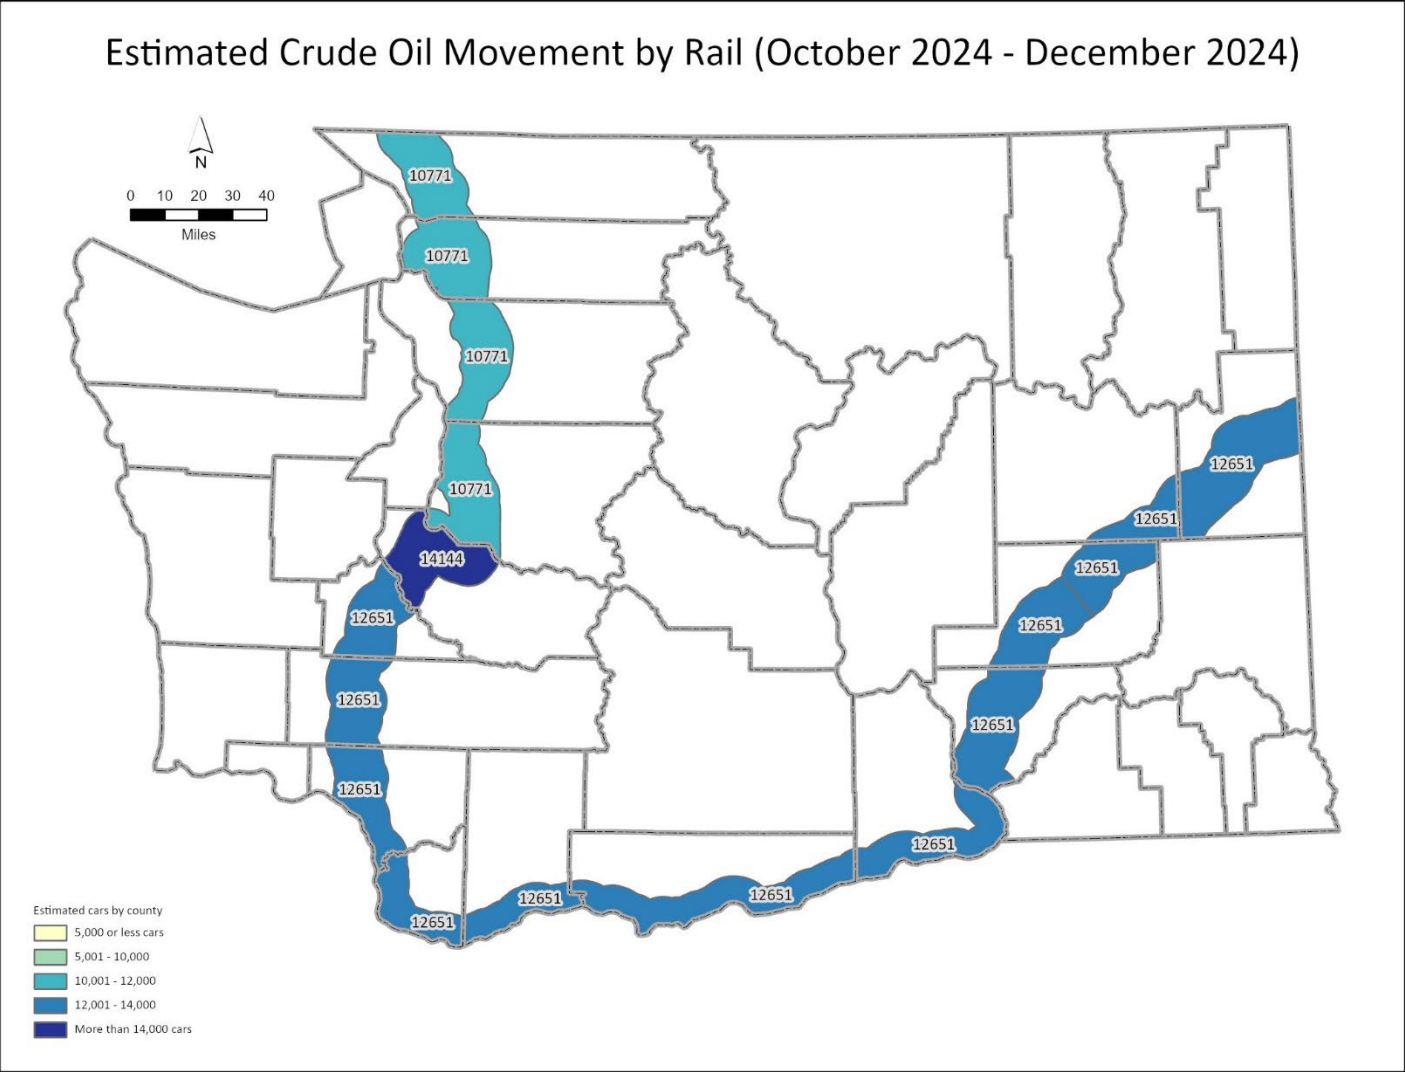 Estimated Crude Oil Movement by Rail (October 2024 - December 2024)
N
0 10 20 30 40
Miles
10771
10771
10771
10771
14144
12651
12651
12651
12651
12651
12651
12651
12651
12651
12651
12651
12651
Estimated cars by county
5,000 or less cars
5,001 - 10,000
10,001 - 12,000
12,001 - 14,000
More than 14,000 cars